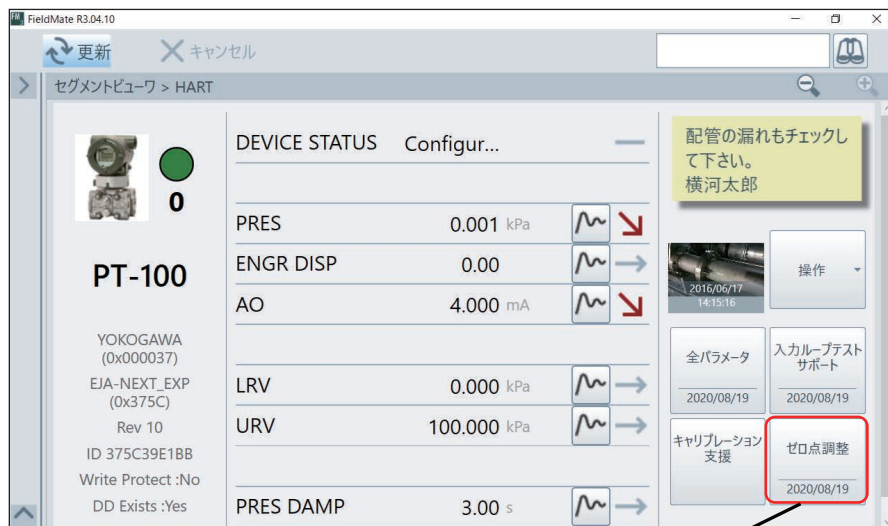 FieldMate R3.04.10
更新
キャンセル
セグメントビューワ > HART
0
PT-100
YOKOGAWA
(0x000037)
EJA-NEXT_EXP
(0x375C)
Rev 10
ID 375C39E1BB
Write Protect :No
DD Exists :Yes
DEVICE STATUS Configur...
PRES 0.001 kPa
ENGR DISP 0.00
AO 4.000 mA
LRV 0.000 kPa
URV 100.000 kPa
PRES DAMP 3.00 s
配管の漏れもチェックし
て下さい。
横河太郎
2016/06/17
14:15:16
操作
全パラメータ
2020/08/19
入力ループテスト
サポート
2020/08/19
キャリブレーション
支援
ゼロ点調整
2020/08/19